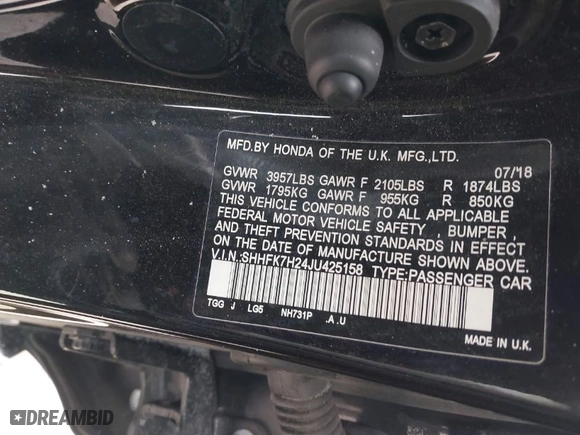 MFD.BY HONDA OF THE U.K. MFG.,LTD.
07/18
GVWR 3957LBS GAWR F 2105LBS R 1874LBS
GVWR 1795KG GAWR F 955KG R 850KG
THIS VEHICLE CONFORMS TO ALL APPLICABLE
FEDERAL MOTOR VEHICLE SAFETY , BUMPER ,
AND THEFT PREVENTION STANDARDS IN EFFECT
ON THE DATE OF MANUFACTURE SHOWN ABOVE.
V.I.N.:SHHFK7H24JU425158 TYPE:PASSENGER CAR
TGG J LG5 NH731P .A .U MADE IN U.K.
DREAMBID